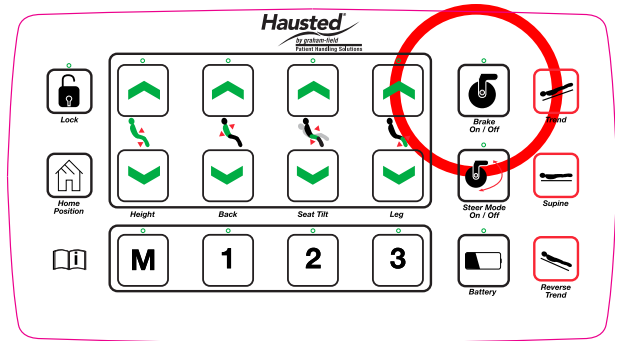 Hausted®
by graham-field
Patient Handling Solutions
Lock
Brake
On / Off
Trend
Home
Position
Height
Back
Seat Tilt
Leg
Steer Mode
On / Off
Supine
i
M
1
2
3
Battery
Reverse
Trend